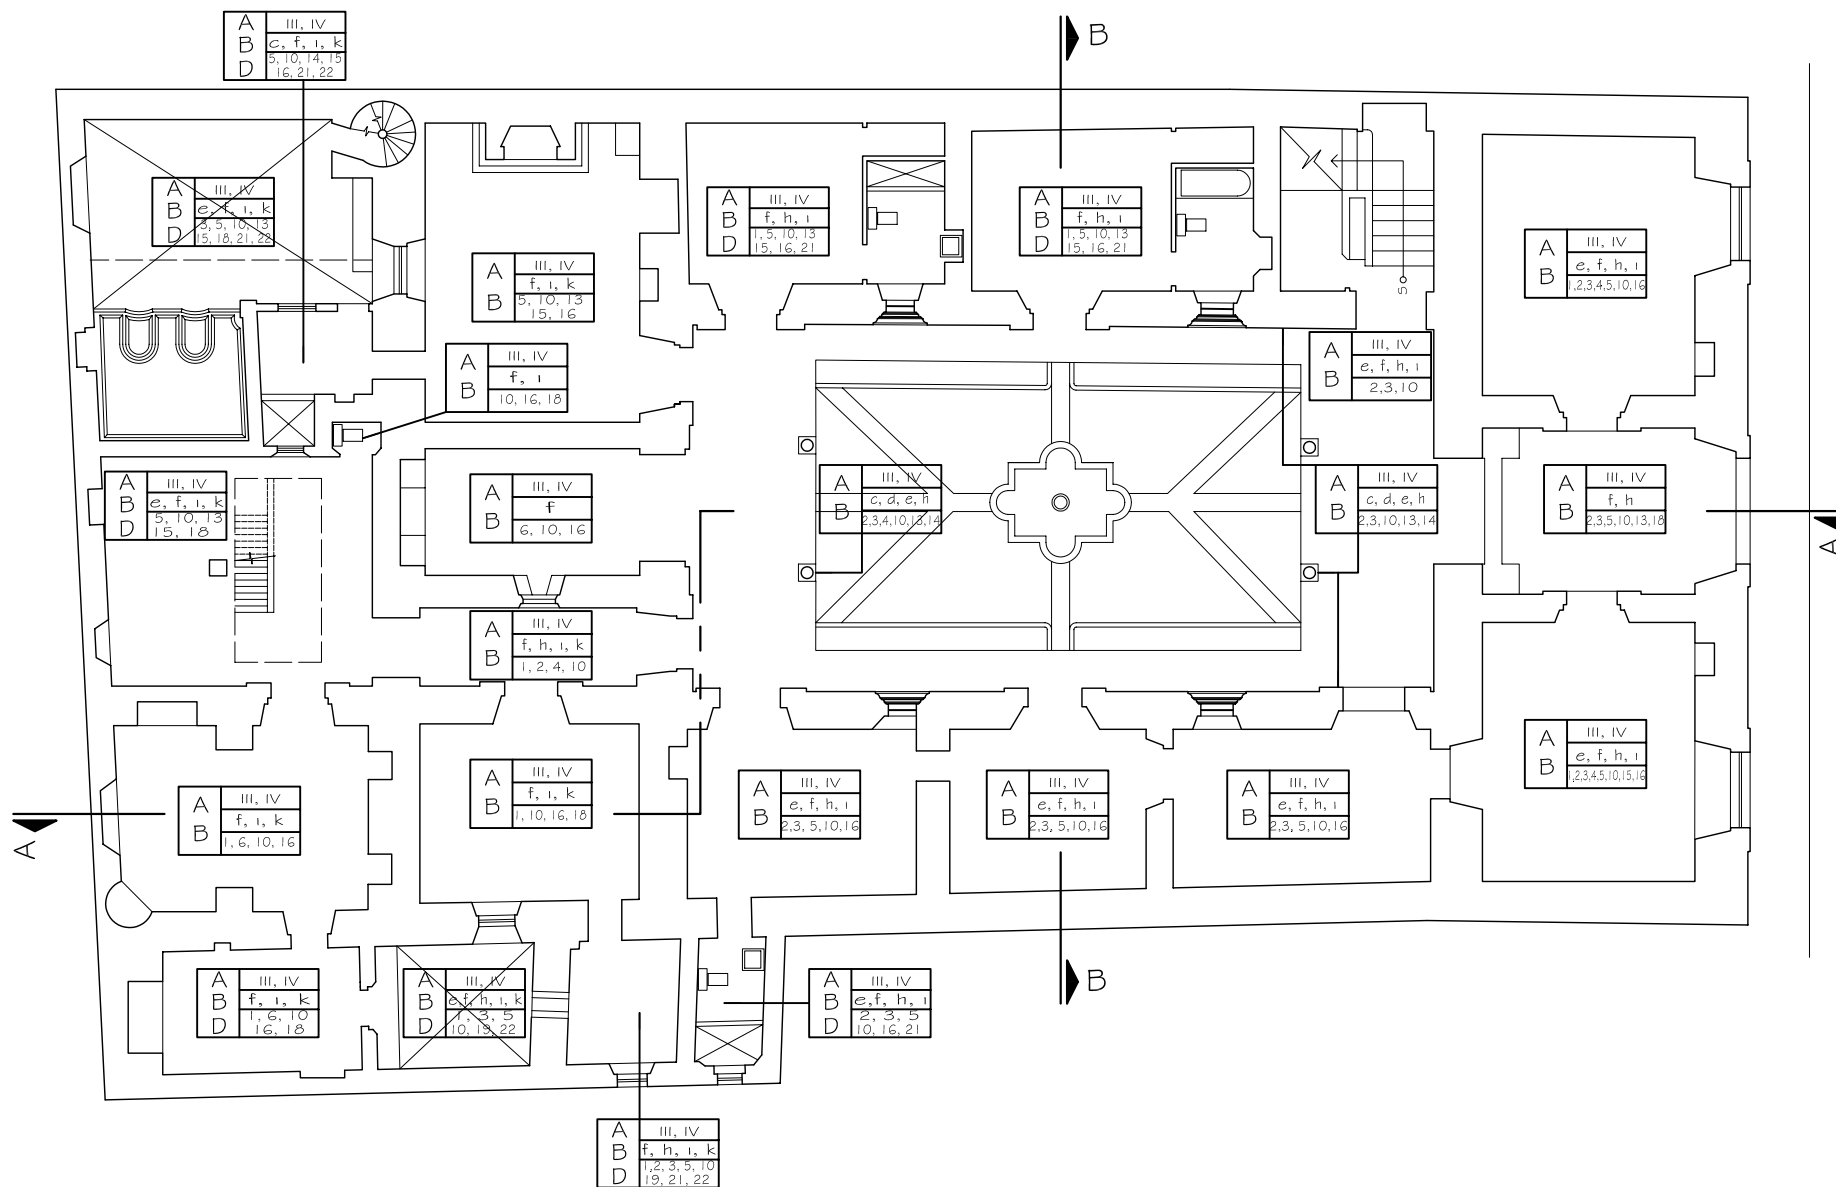 A III, IV
B c, f, ı, k
D 5, 10, 14, 15
16, 21, 22
B
A III, IV
B e, f, ı, k
D 3, 5, 10, 13
15, 18, 21, 22
A III, IV
B f, h, ı
D 1, 5, 10, 13
15, 16, 21
A III, IV
B f, h, ı
D 1, 5, 10, 13
15, 16, 21
A III, IV
B e, f, h, ı
1,2,3,4,5,10,16
A III, IV
f, ı, k
B 5, 10, 13
15, 16
S
A III, IV
B f, ı
10, 16, 18
A III, IV
B e, f, h, ı
2,3,10
A III, IV
B e, f, ı, k
D 5, 10, 13
15, 18
A III, IV
B f
6, 10, 16
A III, IV
B c, d, e, h
2,3,4,10,13,14
A III, IV
B c, d, e, h
2,3,10,13,14
A III, IV
B f, h
2,3,5,10,13,18
A
A III, IV
B f, h, ı, k
1, 2, 4, 10
A III, IV
B e, f, h, ı
1,2,3,4,5,10,15,16
A III, IV
B f, ı, k
1, 10, 16, 18
A III, IV
B e, f, h, ı
2,3, 5,10,16
A III, IV
B e, f, h, ı
2,3, 5,10,16
A III, IV
B e, f, h, ı
2,3, 5,10,16
A
A III, IV
B f, ı, k
1, 6, 10, 16
A III, IV
B f, ı, k
D 1, 6, 10
16, 18
A III, IV
B e,f, h, ı, k
D 1, 3, 5
10, 19, 22
A III, IV
B e,f, h, ı
D 2, 3, 5
10, 16, 21
B
A III, IV
B f, h, ı, k
D 1,2, 3, 5, 10
19, 21, 22